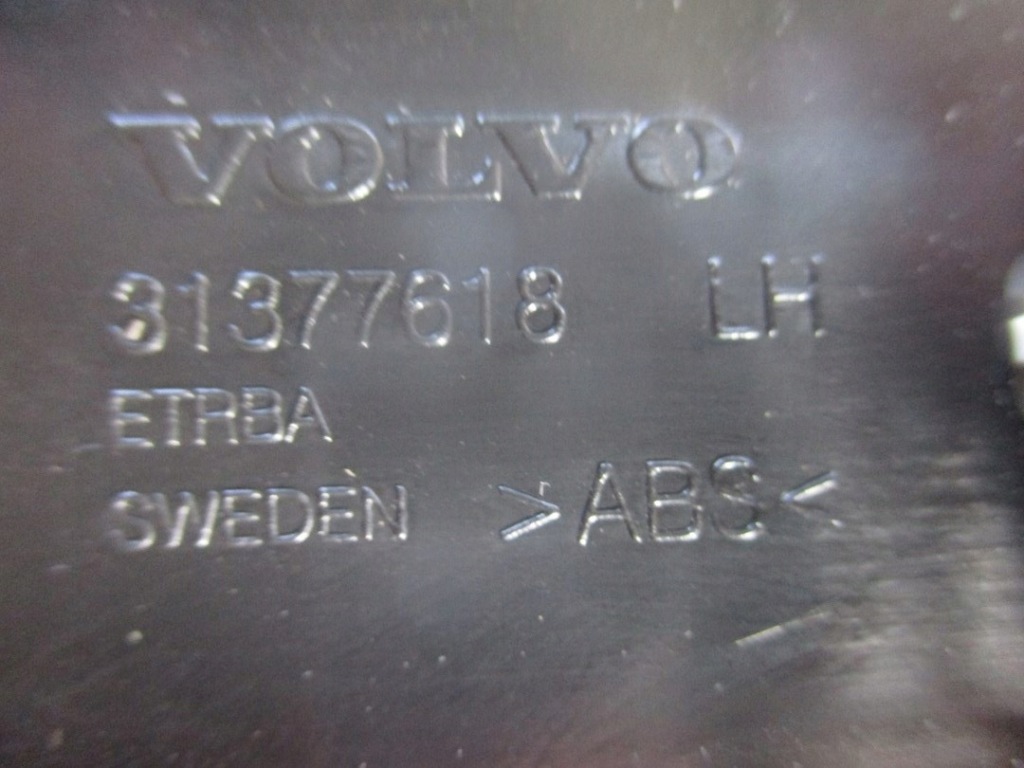 VOLVO
31377618 LH
ETRBA
SWEDEN >ABS<